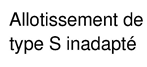 Allotissement de
type S inadapté